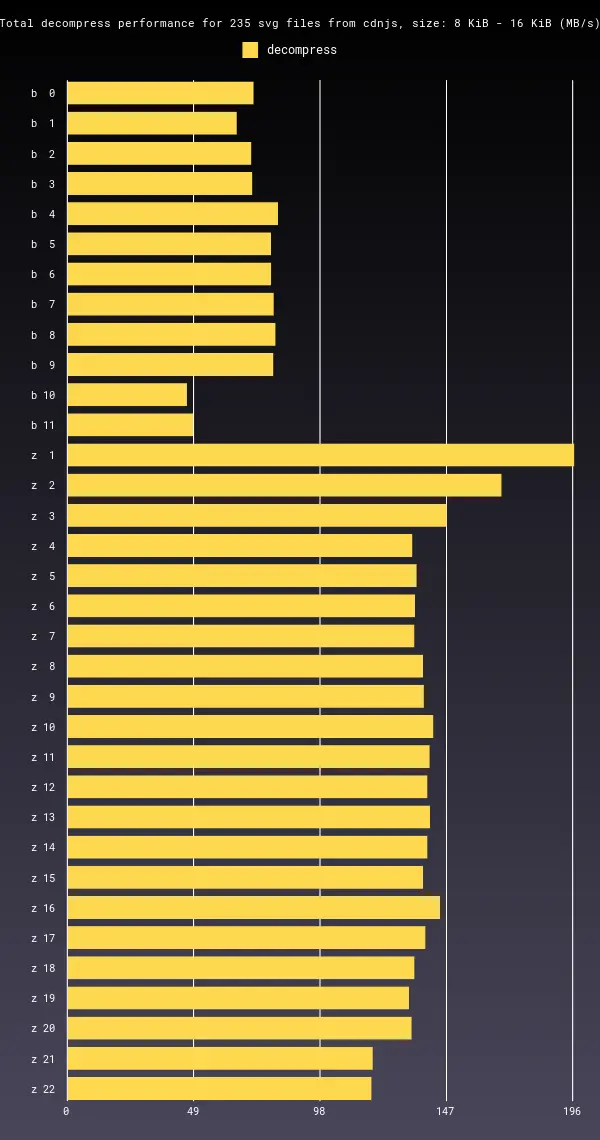 Total decompress performance for 235 svg files from cdnjs, size: 8 KiB - 16 KiB (MB/s)
decompress
b 0
b 1
b 2
b 3
b 4
b 5
b 6
b 7
b 8
b 9
b 10
b 11
z 1
z 2
z 3
z 4
z 5
z 6
z 7
z 8
z 9
z 10
z 11
z 12
z 13
z 14
z 15
z 16
z 17
z 18
z 19
z 20
z 21
z 22
0 49 98 147 196